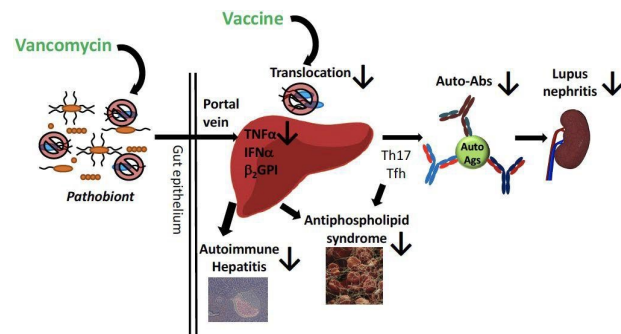 Vancomycin
Vaccine
Translocation
Auto-Abs
Lupus
nephritis
Portal
vein
TNFα
IFNα
β₂GPI
Th17
Tfh
Auto
Ags
Pathobiont
Gut epithelium
Antiphospholipid
syndrome
Autoimmune
Hepatitis